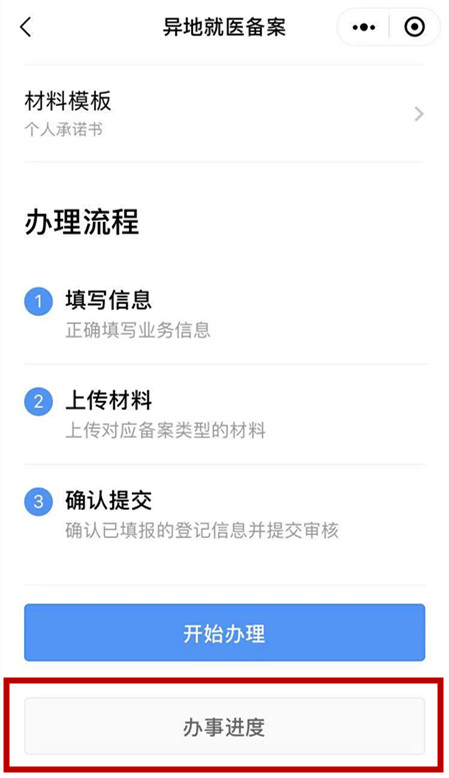 异地就医备案
材料模板
个人承诺书
办理流程
1 填写信息
正确填写业务信息
2 上传材料
上传对应备案类型的材料
3 确认提交
确认已填报的登记信息并提交审核
开始办理
办事进度